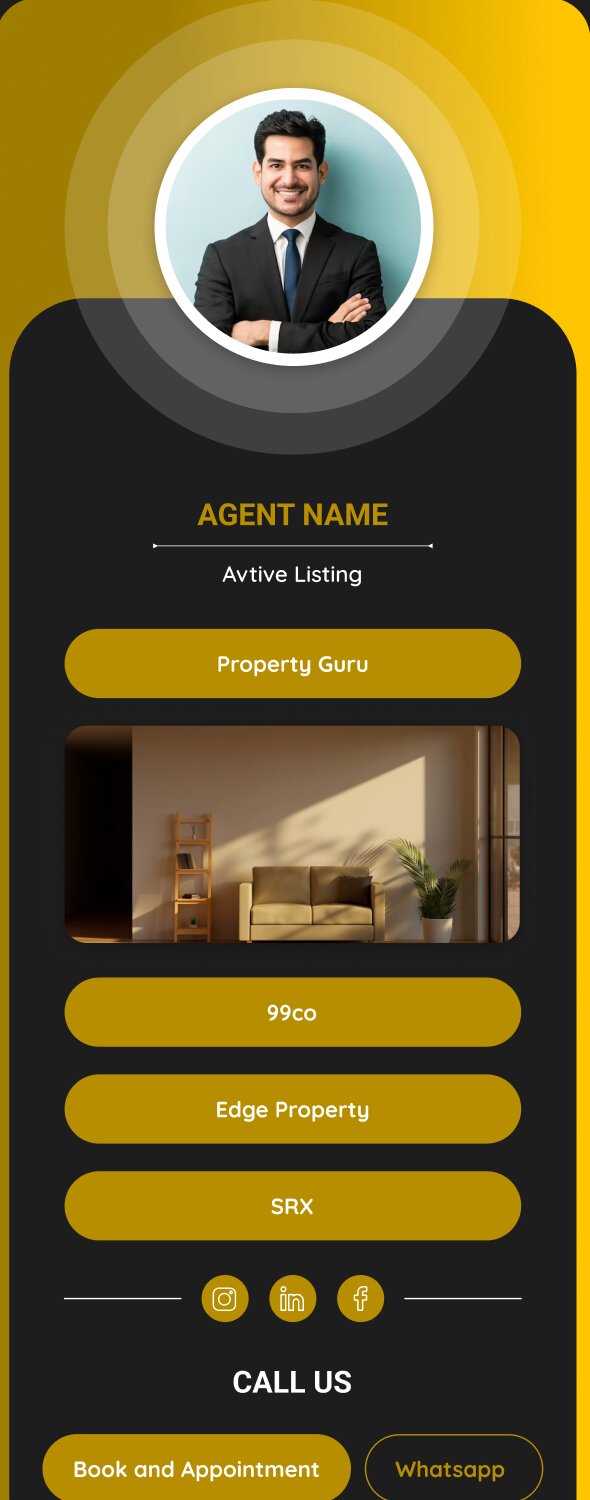 AGENT NAME
Avtive Listing
Property Guru
99co
Edge Property
SRX
CALL US
Book and Appointment
Whatsapp